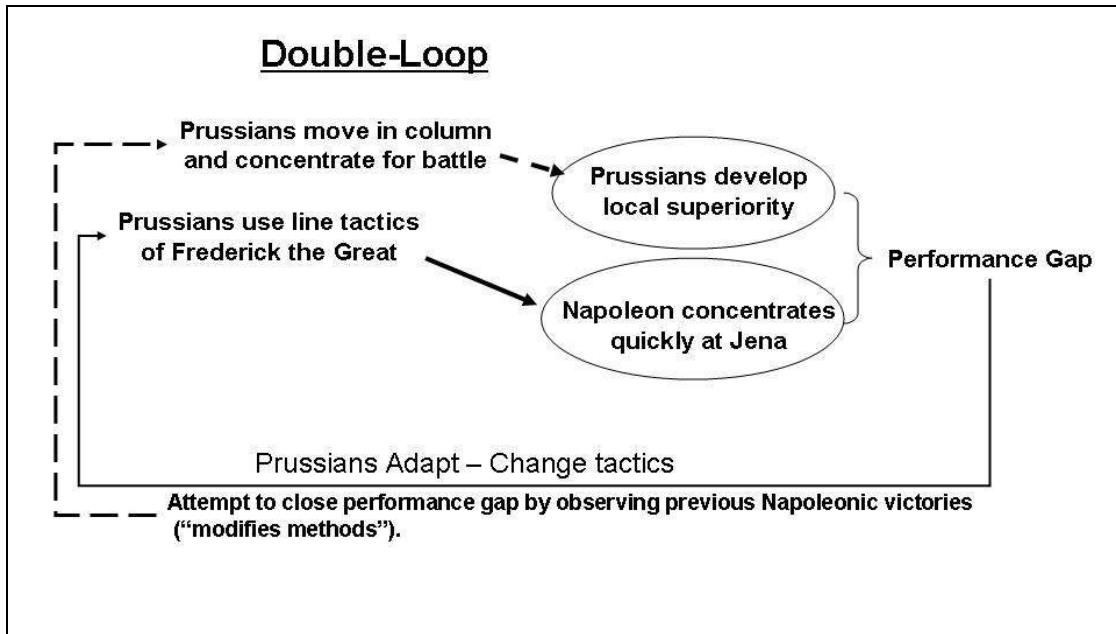 Double-Loop
Prussians move in column
and concentrate for battle
Prussians develop
local superiority
Prussians use line tactics
of Frederick the Great
Performance Gap
Napoleon concentrates
quickly at Jena
Prussians Adapt – Change tactics
Attempt to close performance gap by observing previous Napoleonic victories
(“modifies methods”).